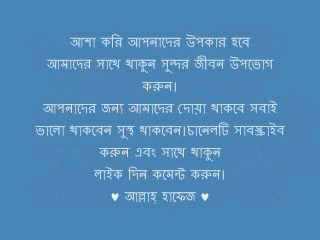 আশা করি আপনাদের উপকার হবে
আমাদের সাথে থাকুন সুন্দর জীবন উপভোগ
করুন।
আপনাদের জন্য আমাদের দোয়া থাকবে সবাই
ভালো থাকবেন সুস্থ থাকবেন।চানেলটি সাবস্ক্রাইব
করুন এবং সাথে থাকুন
লাইক দিন কমেন্ট করুন।
♥ আল্লাহ হাফেজ ♥